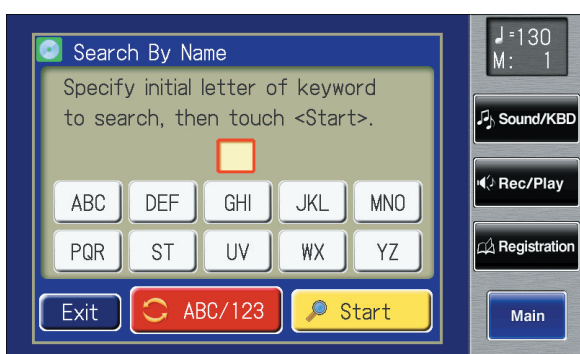 Search By Name
Specify initial letter of keyword
to search, then touch <Start>.
ABC DEF GHI JKL MNO
PQR ST UV WX YZ
Exit ABC/123 Start
♩=130
M: 1
Sound/KBD
Rec/Play
Registration
Main